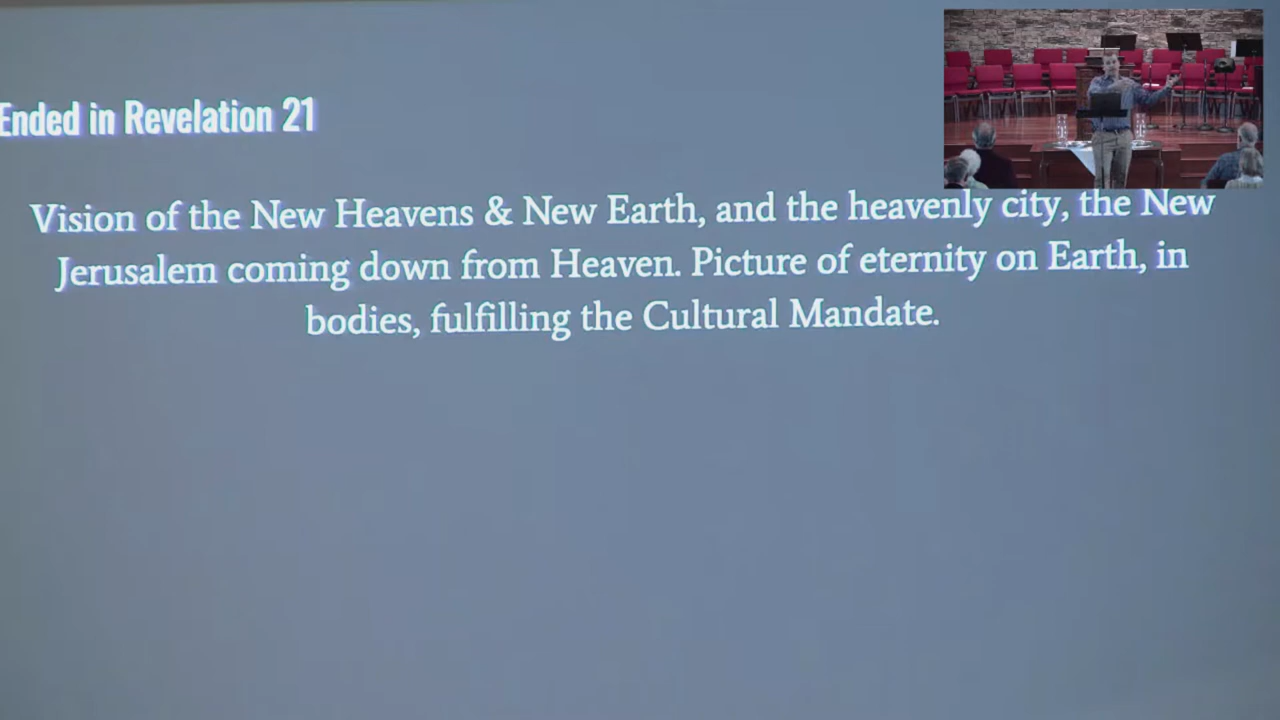 Ended in Revelation 21
Vision of the New Heavens & New Earth, and the heavenly city, the New
Jerusalem coming down from Heaven. Picture of eternity on Earth, in
bodies, fulfilling the Cultural Mandate.